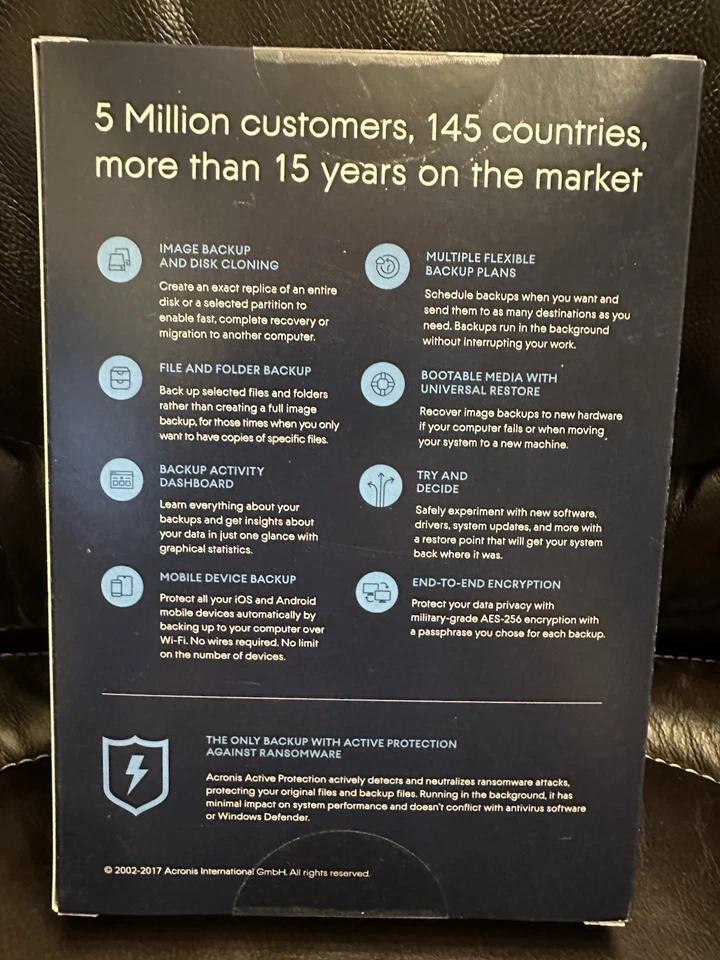 5 Million customers, 145 countries,
more than 15 years on the market
IMAGE BACKUP
AND DISK CLONING
Create an exact replica of an entire
disk or a selected partition to
enable fast, complete recovery or
migration to another computer.
FILE AND FOLDER BACKUP
Back up selected files and folders
rather than creating a full image
backup, for those times when you only
want to have copies of specific files.
BACKUP ACTIVITY
DASHBOARD
Learn everything about your
backups and get insights about
your data in just one glance with
graphical statistics.
MOBILE DEVICE BACKUP
Protect all your iOS and Android
mobile devices automatically by
backing up to your computer over
Wi-Fi. No wires required. No limit
on the number of devices.
MULTIPLE FLEXIBLE
BACKUP PLANS
Schedule backups when you want and
send them to as many destinations as you
need. Backups run in the background
without interrupting your work.
BOOTABLE MEDIA WITH
UNIVERSAL RESTORE
Recover image backups to new hardware
if your computer fails or when moving
your system to a new machine.
TRY AND
DECIDE
Safely experiment with new software,
drivers, system updates, and more with
a restore point that will get your system
back where it was.
END-TO-END ENCRYPTION
Protect your data privacy with
military-grade AES-256 encryption with
a passphrase you chose for each backup.
THE ONLY BACKUP WITH ACTIVE PROTECTION
AGAINST RANSOMWARE
Acronis Active Protection actively detects and neutralizes ransomware attacks,
protecting your original files and backup files. Running in the background, it has
minimal impact on system performance and doesn't conflict with antivirus software
or Windows Defender.
© 2002-2017 Acronis International GmbH. All rights reserved.